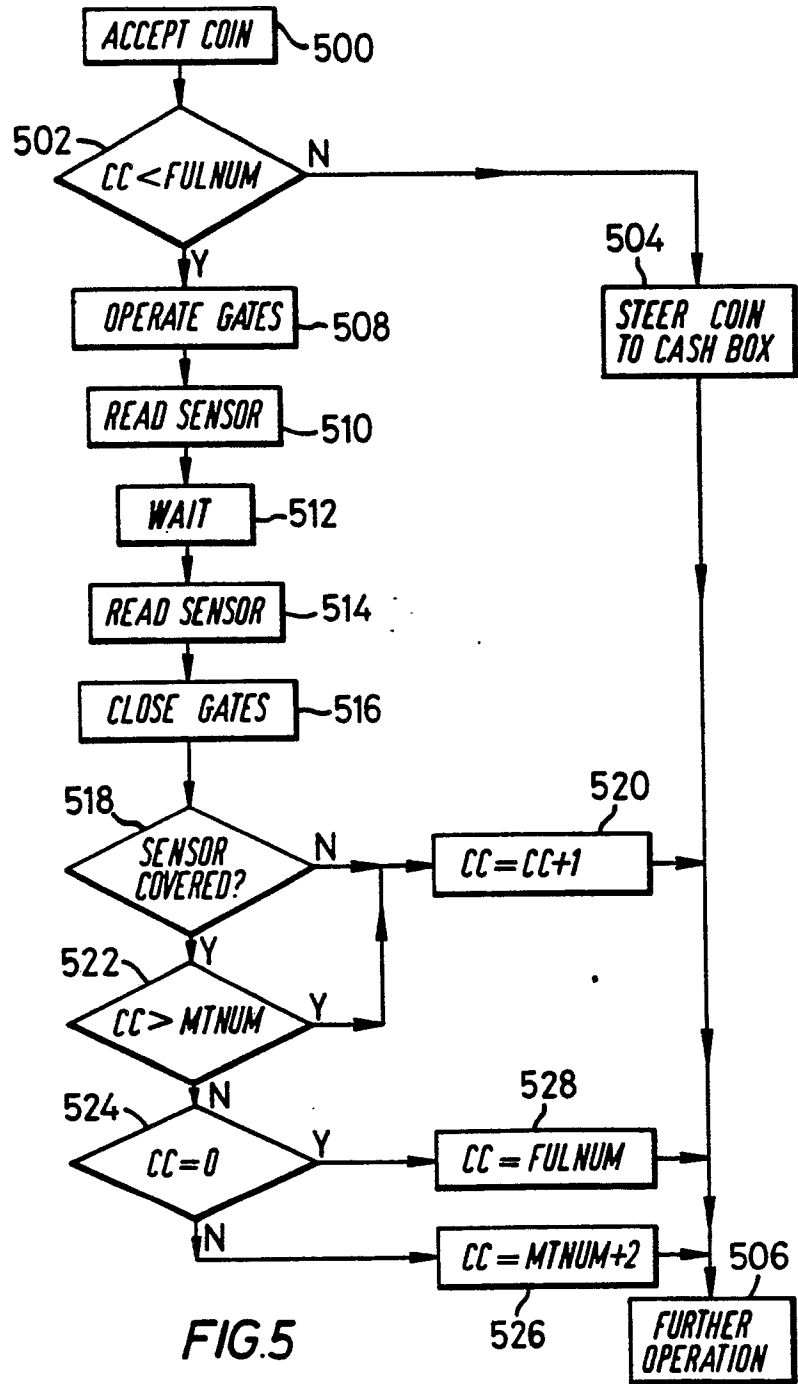 ACCEPT COIN
500
502
CC < FULNUM
N
Y
504
STEER COIN
TO CASH BOX
OPERATE GATES
508
READ SENSOR
510
WAIT
512
READ SENSOR
514
CLOSE GATES
516
518
SENSOR
COVERED?
N
Y
520
CC = CC+1
522
CC > MTNUM
Y
N
524
CC = 0
Y
N
528
CC = FULNUM
CC = MTNUM+2
526
506
FURTHER
OPERATION
FIG.5